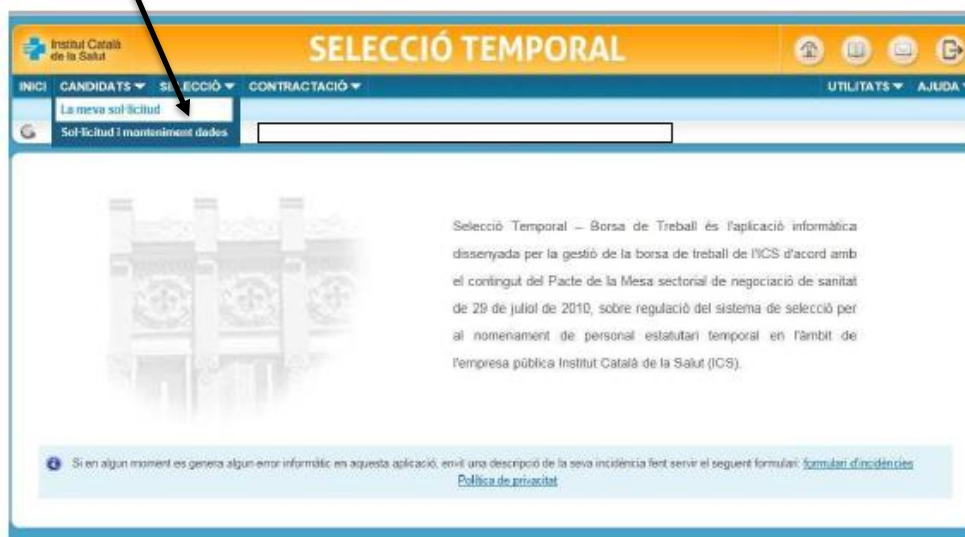 Institut Català
de la Salut
SELECCIÓ TEMPORAL
INICI CANDIDATS SELECCIÓ CONTRACTACIÓ UTILITATS AJUDA
La meva sol·licitud
Sol·licitud i manteniment dades
Selecció Temporal – Borsa de Treball és l'aplicació informàtica
dissenyada per la gestió de la borsa de treball de l'ICS d'acord amb
el contingut del Pacte de la Mesa sectorial de negociació de sanitat
de 29 de juliol de 2010, sobre regulació del sistema de selecció per
al nomenament de personal estatutari temporal en l'àmbit de
l'empresa pública Institut Català de la Salut (ICS).
Si en algun moment es genera algun error informàtic en aquesta aplicació, envii una descripció de la seva incidència fent servir el seguent formulari: formulari d'incidències
Política de privacitat